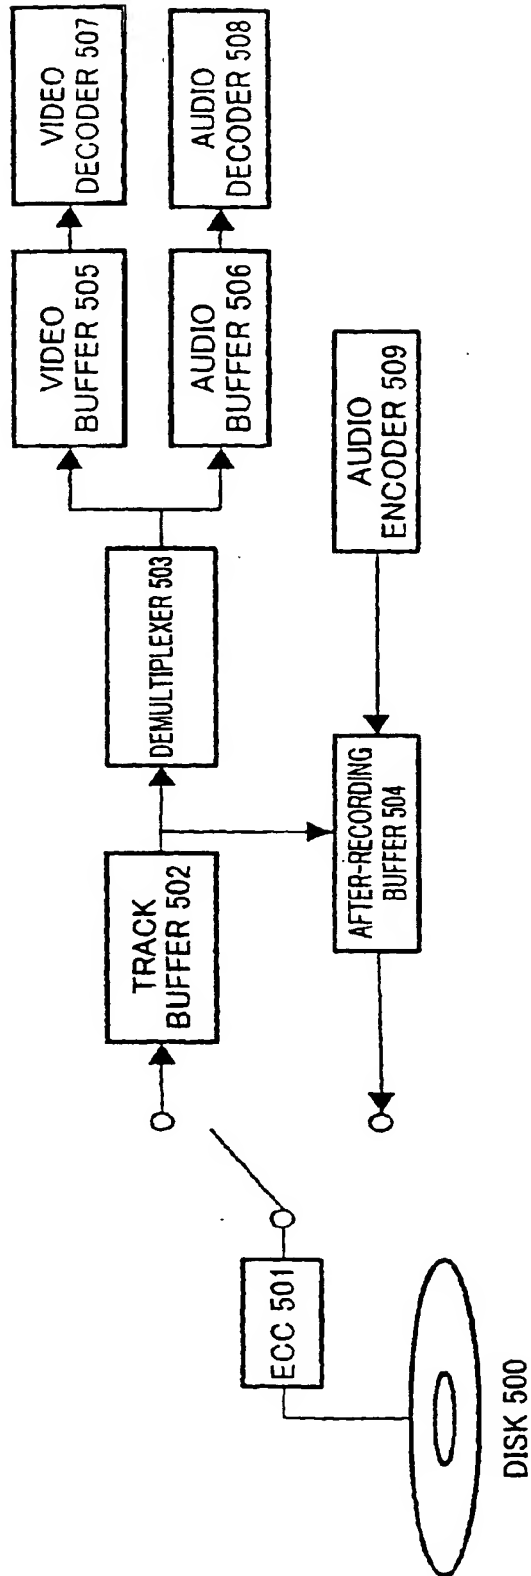 DISK 500
ECC 501
TRACK
BUFFER 502
DEMULTIPLEXER 503
AFTER-RECORDING
BUFFER 504
VIDEO
BUFFER 505
AUDIO
BUFFER 506
VIDEO
DECODER 507
AUDIO
DECODER 508
AUDIO
ENCODER 509